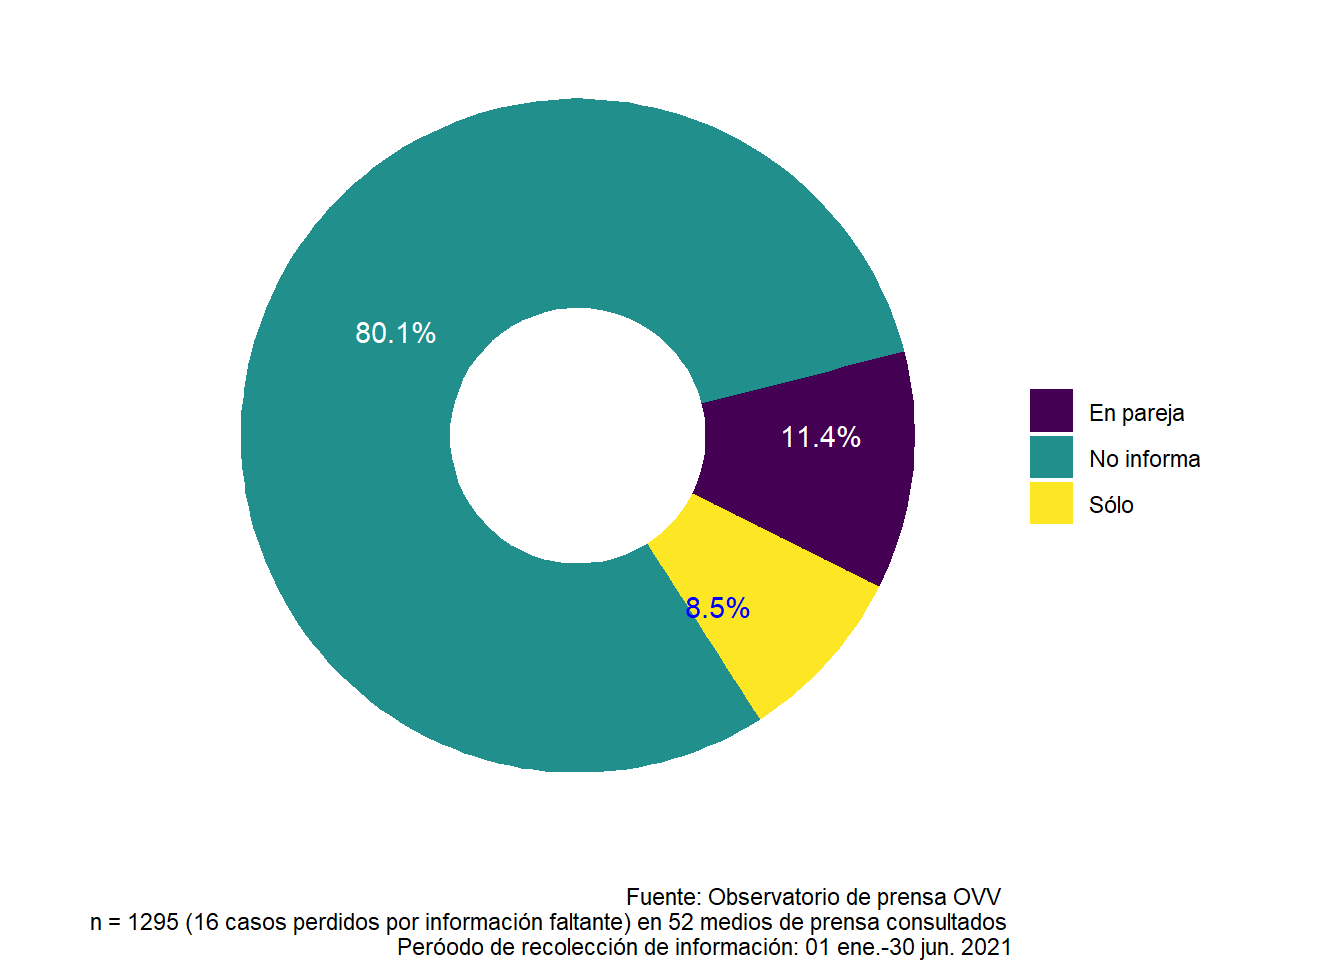 80.1%
11.4%
8.5%
En pareja
No informa
Sólo
Fuente: Observatorio de prensa OVV
n = 1295 (16 casos perdidos por información faltante) en 52 medios de prensa consultados
Peróodo de recolección de información: 01 ene.-30 jun. 2021